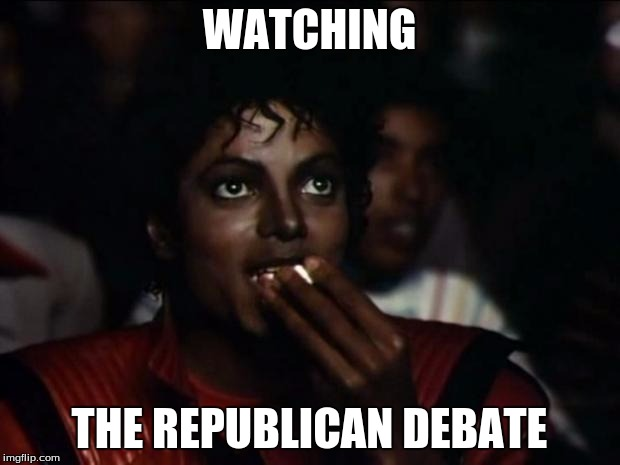 WATCHING
THE REPUBLICAN DEBATE
imgflip.com